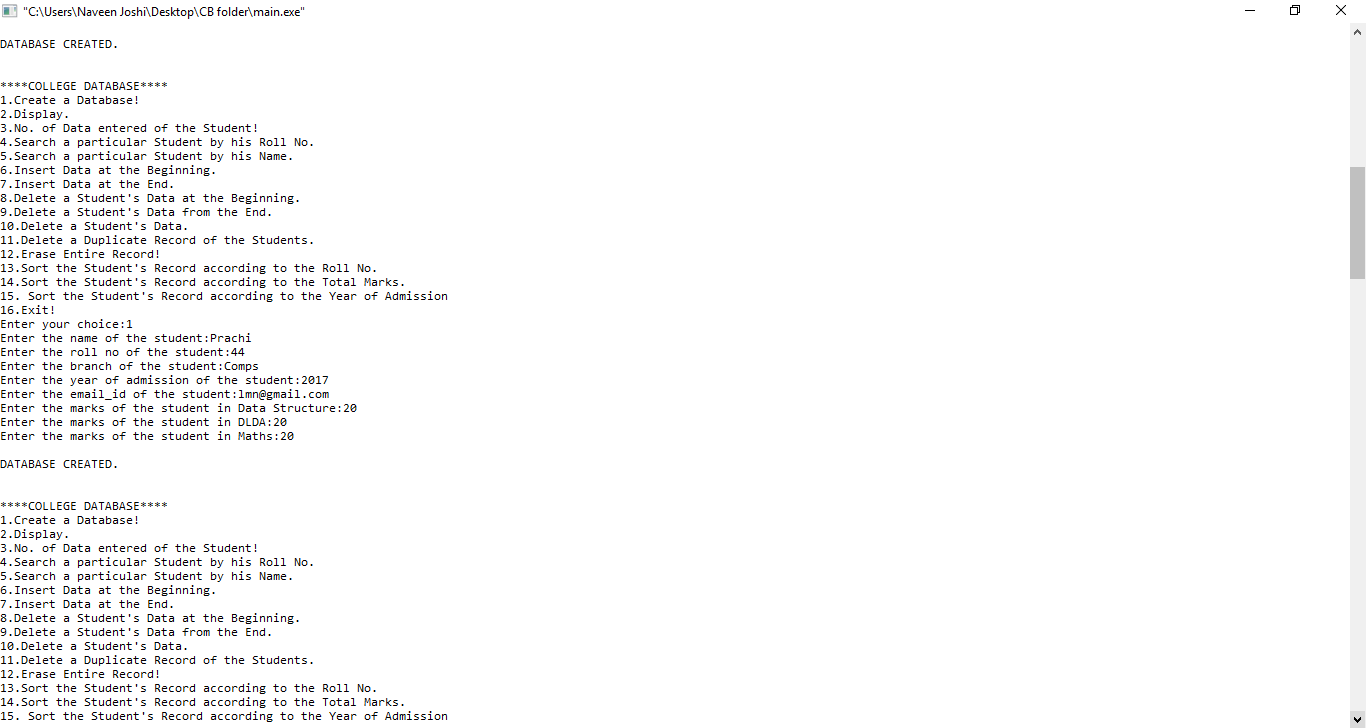 "C:\Users\Naveen Joshi\Desktop\CB folder\main.exe"
DATABASE CREATED.
****COLLEGE DATABASE****
1.Create a Database!
2.Display.
3.No. of Data entered of the Student!
4.Search a particular Student by his Roll No.
5.Search a particular Student by his Name.
6.Insert Data at the Beginning.
7.Insert Data at the End.
8.Delete a Student's Data at the Beginning.
9.Delete a Student's Data from the End.
10.Delete a Student's Data.
11.Delete a Duplicate Record of the Students.
12.Erase Entire Record!
13.Sort the Student's Record according to the Roll No.
14.Sort the Student's Record according to the Total Marks.
15. Sort the Student's Record according to the Year of Admission
16.Exit!
Enter your choice:1
Enter the name of the student:Prachi
Enter the roll no of the student:44
Enter the branch of the student:Comps
Enter the year of admission of the student:2017
Enter the email_id of the student:lmn@gmail.com
Enter the marks of the student in Data Structure:20
Enter the marks of the student in DLDA:20
Enter the marks of the student in Maths:20
DATABASE CREATED.
****COLLEGE DATABASE****
1.Create a Database!
2.Display.
3.No. of Data entered of the Student!
4.Search a particular Student by his Roll No.
5.Search a particular Student by his Name.
6.Insert Data at the Beginning.
7.Insert Data at the End.
8.Delete a Student's Data at the Beginning.
9.Delete a Student's Data from the End.
10.Delete a Student's Data.
11.Delete a Duplicate Record of the Students.
12.Erase Entire Record!
13.Sort the Student's Record according to the Roll No.
14.Sort the Student's Record according to the Total Marks.
15. Sort the Student's Record according to the Year of Admission